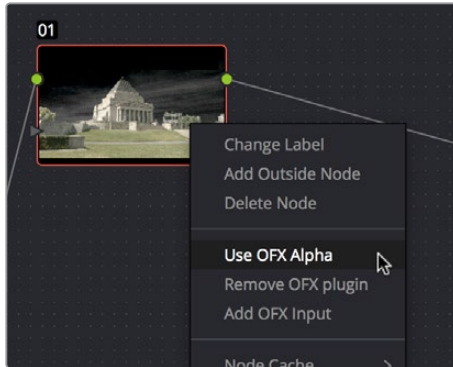 01
Change Label
Add Outside Node
Delete Node
Use OFX Alpha
Remove OFX plugin
Add OFX Input
Node Cache